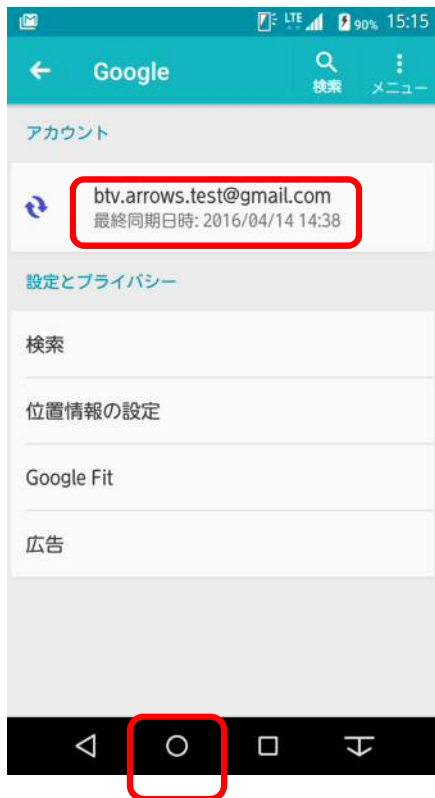 LTE 90% 15:15
Google 検索 メニュー
アカウント
btv.arrows.test@gmail.com
最終同期日時: 2016/04/14 14:38
設定とプライバシー
検索
位置情報の設定
Google Fit
広告